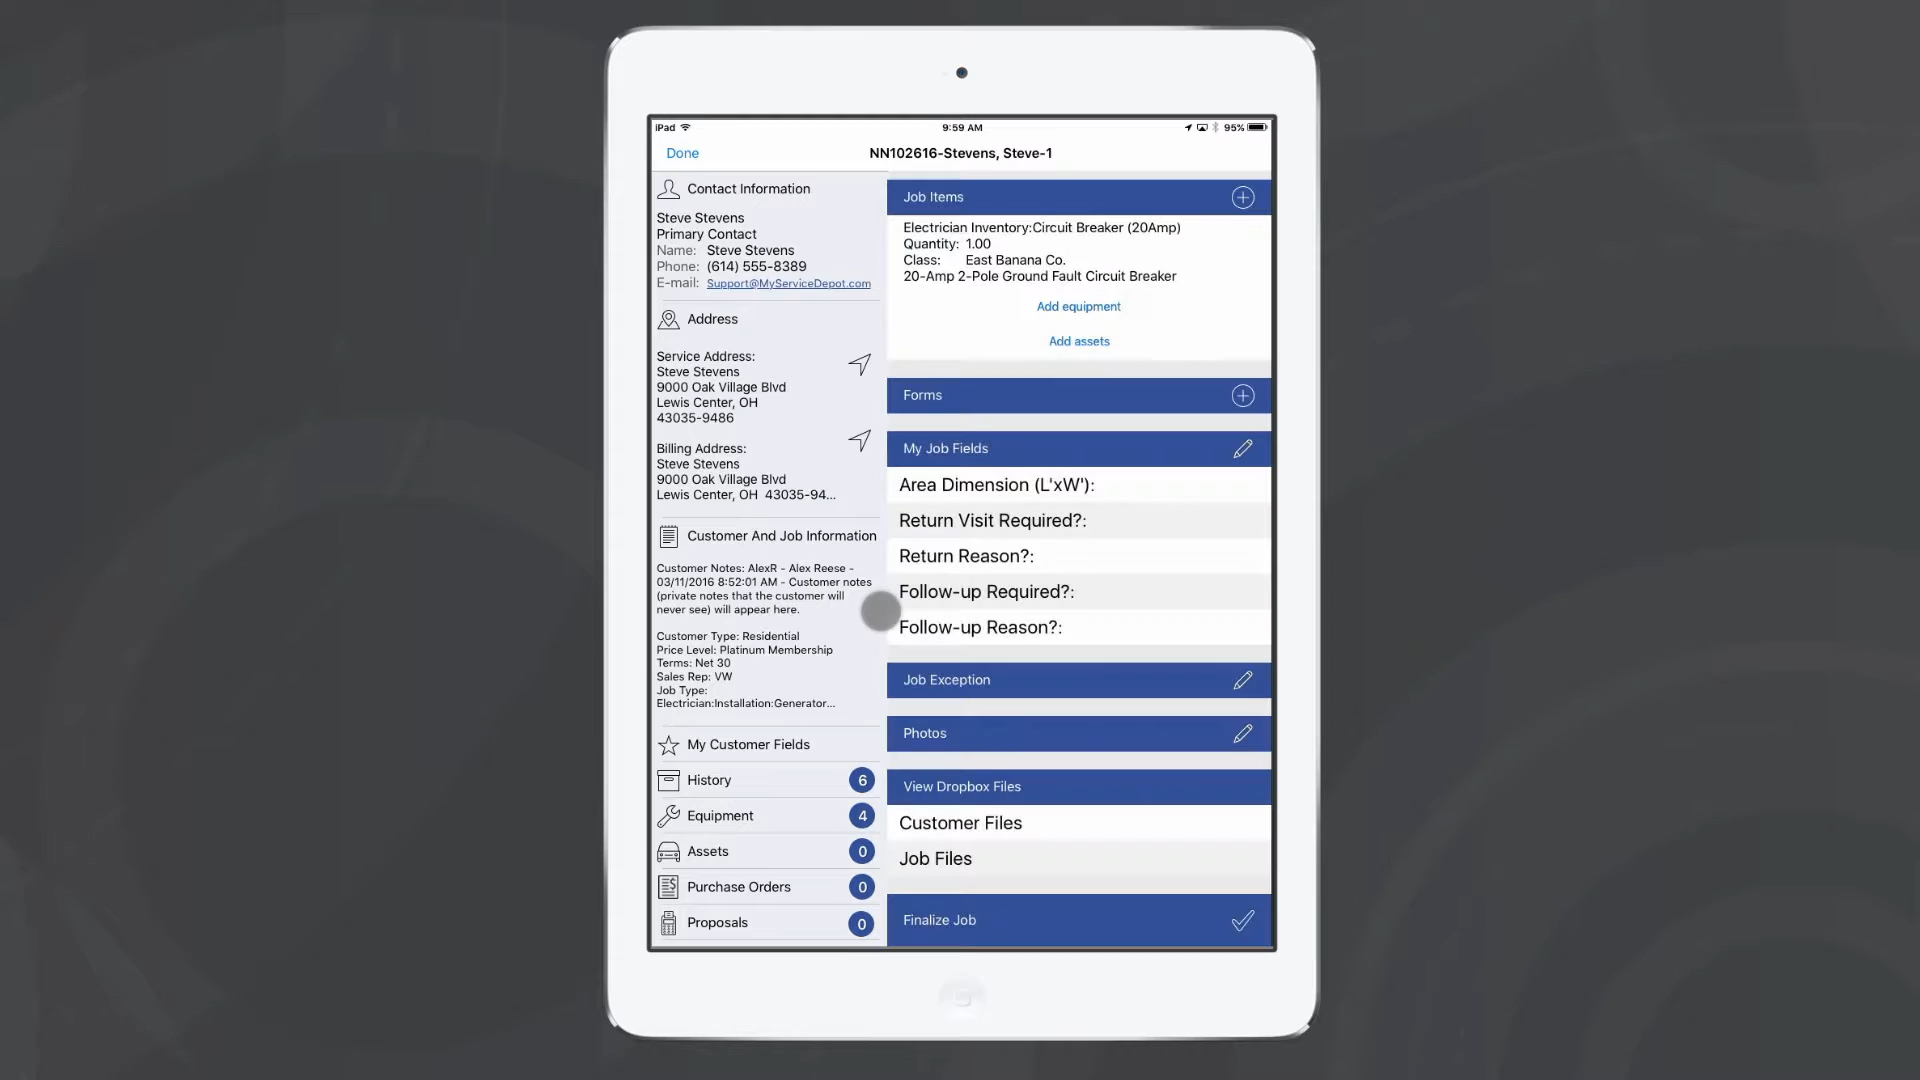 iPad
9:59 AM
95%
Done
NN102616-Stevens, Steve-1
Contact Information
Steve Stevens
Primary Contact
Name: Steve Stevens
Phone: (614) 555-8389
E-mail: Support@MyServiceDepot.com
Address
Service Address:
Steve Stevens
9000 Oak Village Blvd
Lewis Center, OH
43035-9486
Billing Address:
Steve Stevens
9000 Oak Village Blvd
Lewis Center, OH 43035-94...
Customer And Job Information
Customer Notes: AlexR - Alex Reese -
03/11/2016 8:52:01 AM - Customer notes
(private notes that the customer will
never see) will appear here.
Customer Type: Residential
Price Level: Platinum Membership
Terms: Net 30
Sales Rep: VW
Job Type:
Electrician:Installation:Generator...
My Customer Fields
History 6
Equipment 4
Assets 0
Purchase Orders 0
Proposals 0
Job Items
Electrician Inventory:Circuit Breaker (20Amp)
Quantity: 1.00
Class: East Banana Co.
20-Amp 2-Pole Ground Fault Circuit Breaker
Add equipment
Add assets
Forms
My Job Fields
Area Dimension (L'xW'):
Return Visit Required?:
Return Reason?:
Follow-up Required?:
Follow-up Reason?:
Job Exception
Photos
View Dropbox Files
Customer Files
Job Files
Finalize Job